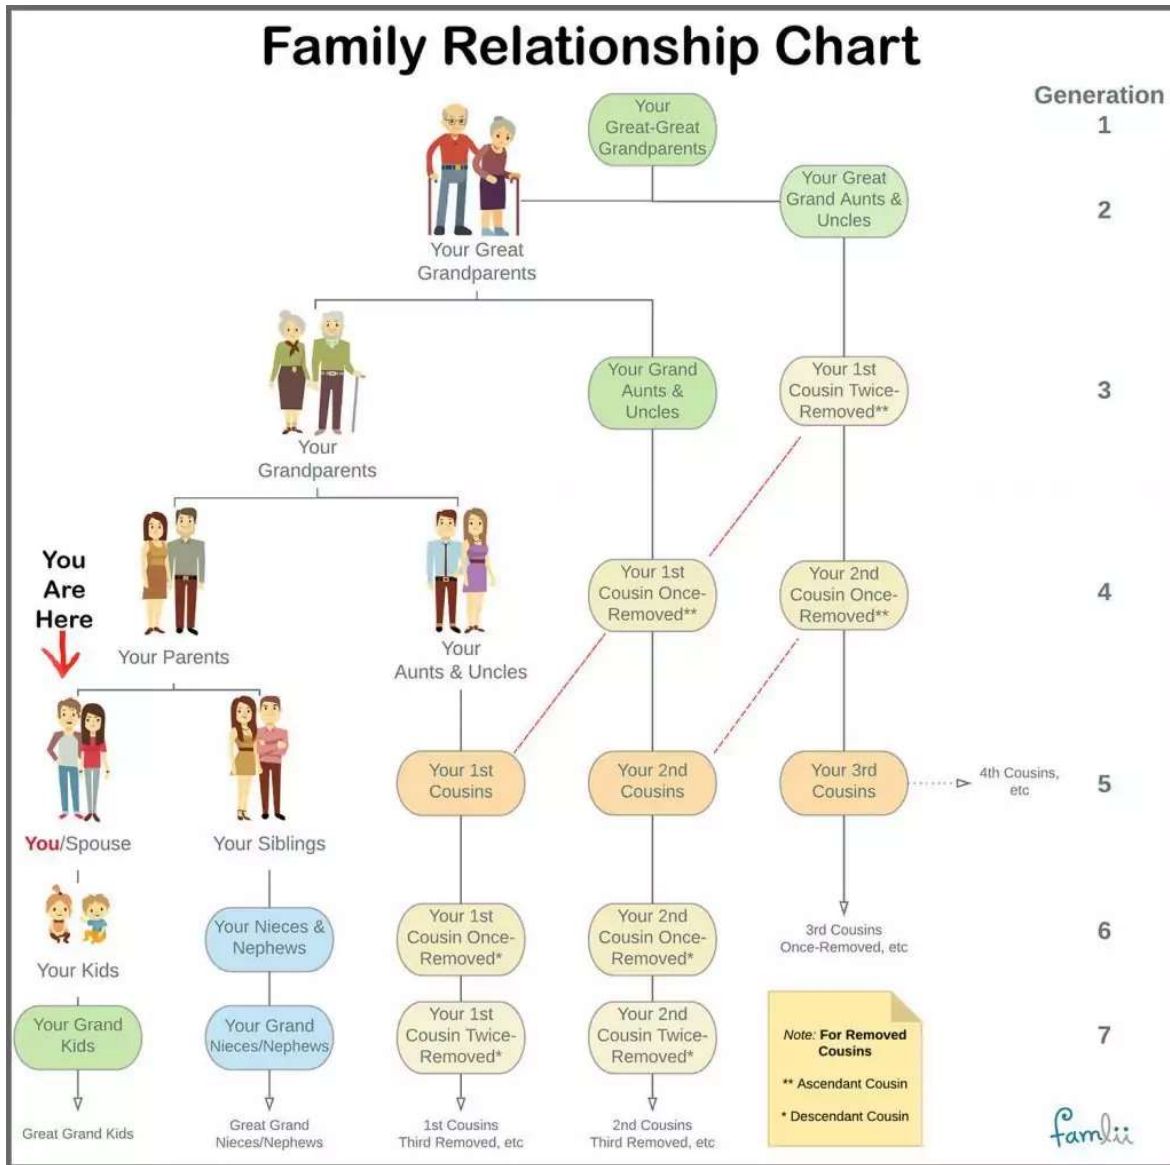 Family Relationship Chart
Generation
Your
Great-Great
Grandparents
1
Your Great
Grand Aunts &
Uncles
2
Your Great
Grandparents
Your Grand
Aunts &
Uncles
Your 1st
Cousin Twice-
Removed**
3
Your
Grandparents
You
Are
Here
Your 1st
Cousin Once-
Removed**
Your 2nd
Cousin Once-
Removed**
4
Your Parents
Your
Aunts & Uncles
Your 1st
Cousins
Your 2nd
Cousins
Your 3rd
Cousins
4th Cousins,
etc
5
You/Spouse
Your Siblings
Your Kids
Your Nieces &
Nephews
Your 1st
Cousin Once-
Removed*
Your 2nd
Cousin Once-
Removed*
3rd Cousins
Once-Removed, etc
6
Your Grand
Kids
Your Grand
Nieces/Nephews
Your 1st
Cousin Twice-
Removed*
Your 2nd
Cousin Twice-
Removed*
Note: For Removed
Cousins
** Ascendant Cousin
* Descendant Cousin
7
Great Grand Kids
Great Grand
Nieces/Nephews
1st Cousins
Third Removed, etc
2nd Cousins
Third Removed, etc
famlii